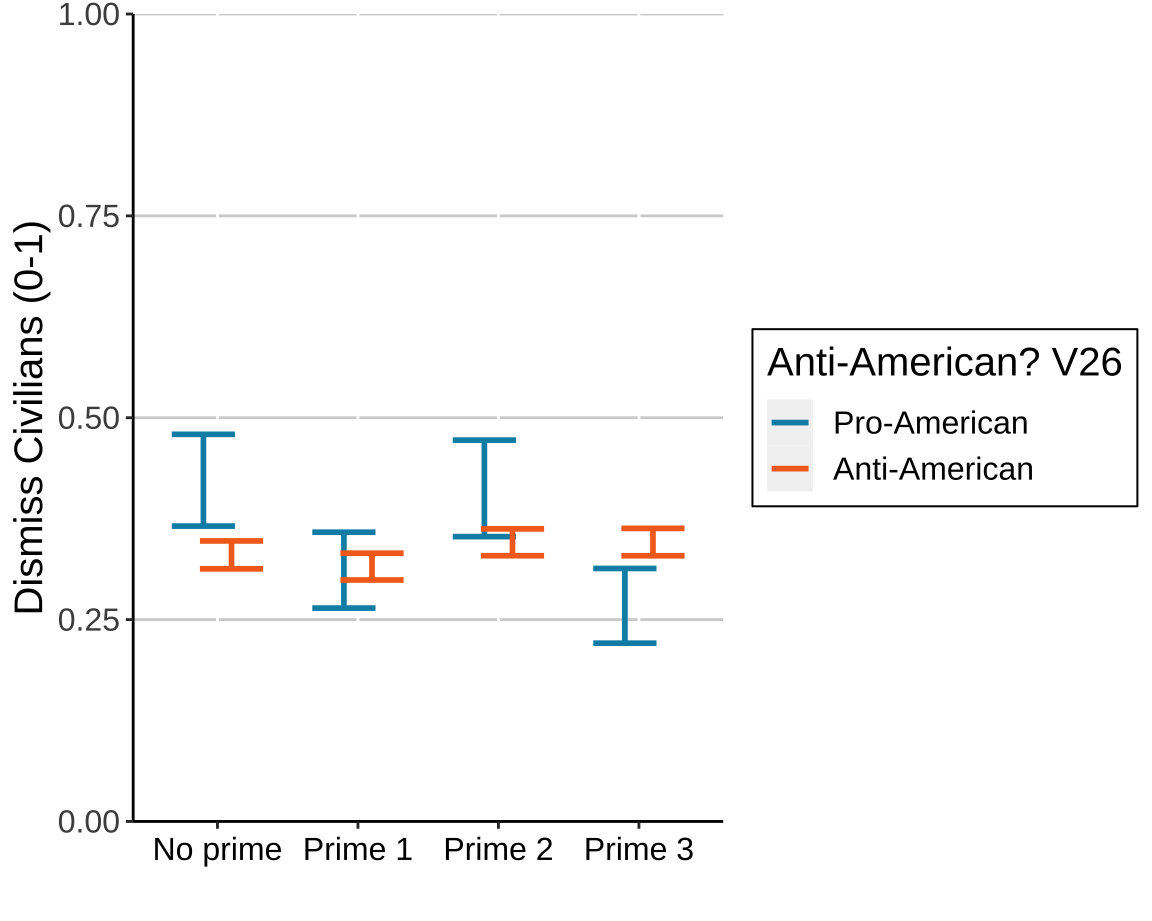 Dismiss Civilians (0-1)
1.00
0.75
0.50
0.25
0.00
No prime Prime 1 Prime 2 Prime 3
Anti-American? V26
Pro-American
Anti-American